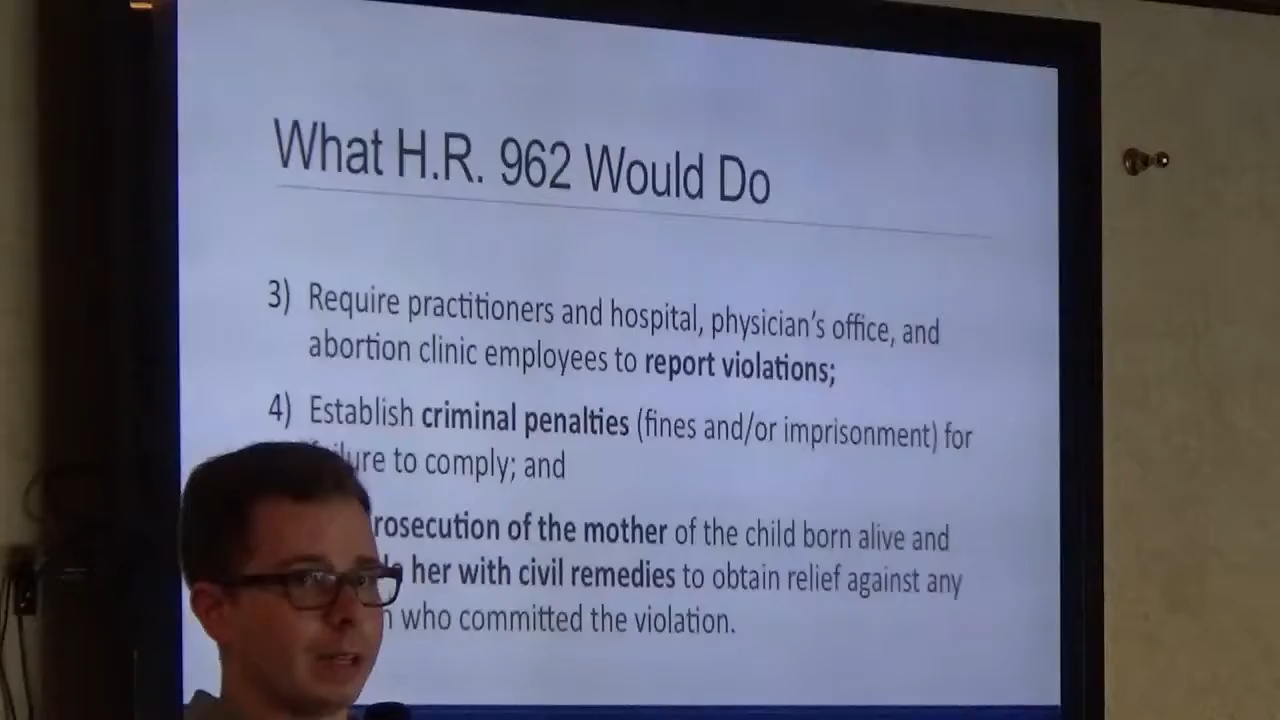 What H.R. 962 Would Do
3) Require practitioners and hospital, physician's office, and
abortion clinic employees to report violations;
4) Establish criminal penalties (fines and/or imprisonment) for
to comply; and
of the mother of the child born alive and
her with civil remedies to obtain relief against any
who committed the violation.